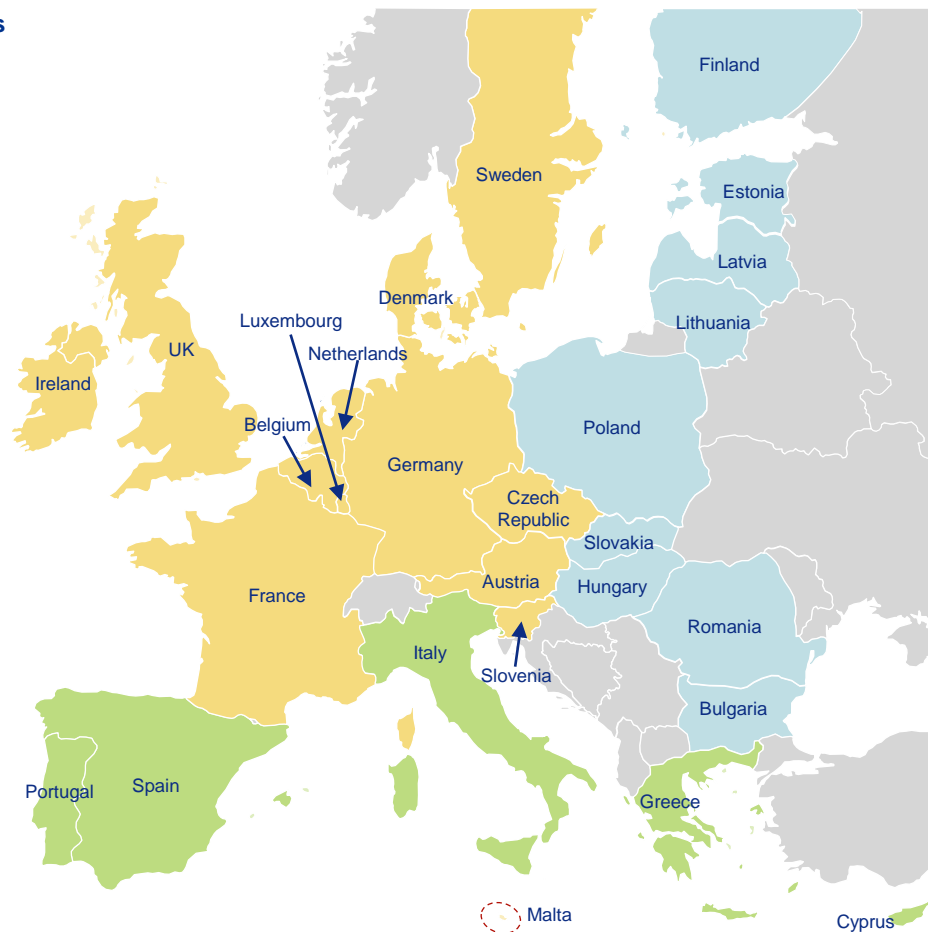 s
Finland
Sweden
Estonia
Latvia
Denmark
Luxembourg
Lithuania
UK
Netherlands
Ireland
Belgium
Poland
Germany
Czech
Republic
Slovakia
Austria
Hungary
France
Romania
Italy
Slovenia
Bulgaria
Portugal
Spain
Greece
Malta
Cyprus